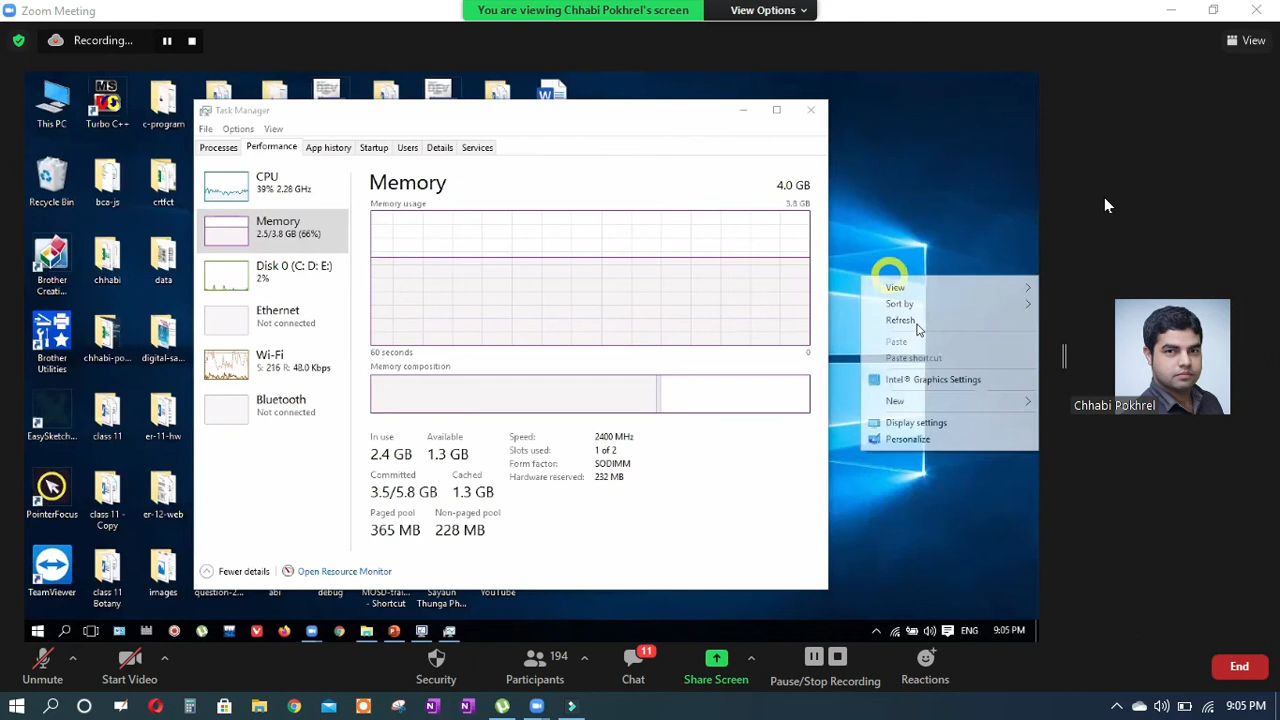 Zoom Meeting
You are viewing Chhabi Pokhrel's screen
View Options
Recording...
View
This PC
Turbo C++
c-program
Recycle Bin
bca-js
crtfct
Brother
Creati...
chhabi
data
Brother
Utilities
chhabi-po...
digital-sa...
EasySketch...
class 11
er-11-hw
PointerFocus
class 11
- Copy
er-12-web
TeamViewer
class 11
Botany
images
question-2...
abi
debug
MOSD-trai...
- Shortcut
Sayaun
Thunga Ph...
YouTube
Task Manager
File Options View
Processes Performance App history Startup Users Details Services
CPU
39% 2.28 GHz
Memory
2.5/3.8 GB (66%)
Disk 0 (C: D: E:)
2%
Ethernet
Not connected
Wi-Fi
S: 216 R: 48.0 Kbps
Bluetooth
Not connected
Memory 4.0 GB
Memory usage 3.8 GB
60 seconds 0
Memory composition
In use Available
2.4 GB 1.3 GB
Committed Cached
3.5/5.8 GB 1.3 GB
Paged pool Non-paged pool
365 MB 228 MB
Speed: 2400 MHz
Slots used: 1 of 2
Form factor: SODIMM
Hardware reserved: 232 MB
Fewer details Open Resource Monitor
View
Sort by
Refresh
Paste
Paste shortcut
Intel® Graphics Settings
New
Display settings
Personalize
Chhabi Pokhrel
ENG 9:05 PM
Unmute
Start Video
Security
194
Participants
11
Chat
Share Screen
Pause/Stop Recording
Reactions
End
ENG 9:05 PM